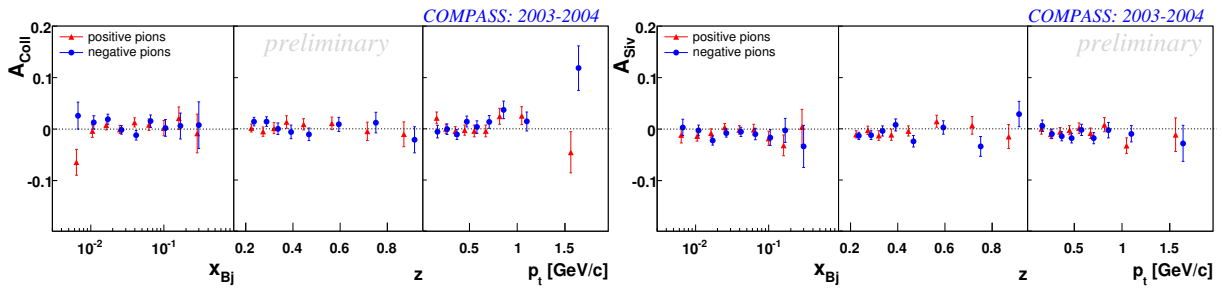 COMPASS: 2003-2004
A_Coll
0.2
0.1
0
-0.1
positive pions
negative pions
preliminary
10^-2
10^-1
0.2
0.4
0.6
0.8
0.5
1
1.5
x_Bj
z
p_t [GeV/c]
COMPASS: 2003-2004
A_Siv
0.2
0.1
0
-0.1
positive pions
negative pions
preliminary
10^-2
10^-1
0.2
0.4
0.6
0.8
0.5
1
1.5
x_Bj
z
p_t [GeV/c]